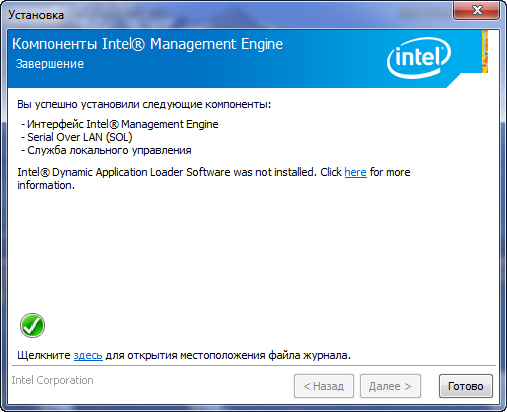 Установка
Компоненты Intel® Management Engine
Завершение
intel
Вы успешно установили следующие компоненты:
- Интерфейс Intel® Management Engine
- Serial Over LAN (SOL)
- Служба локального управления
Intel® Dynamic Application Loader Software was not installed. Click here for more
information.
Щелкните здесь для открытия местоположения файла журнала.
Intel Corporation
< Назад
Далее >
Готово